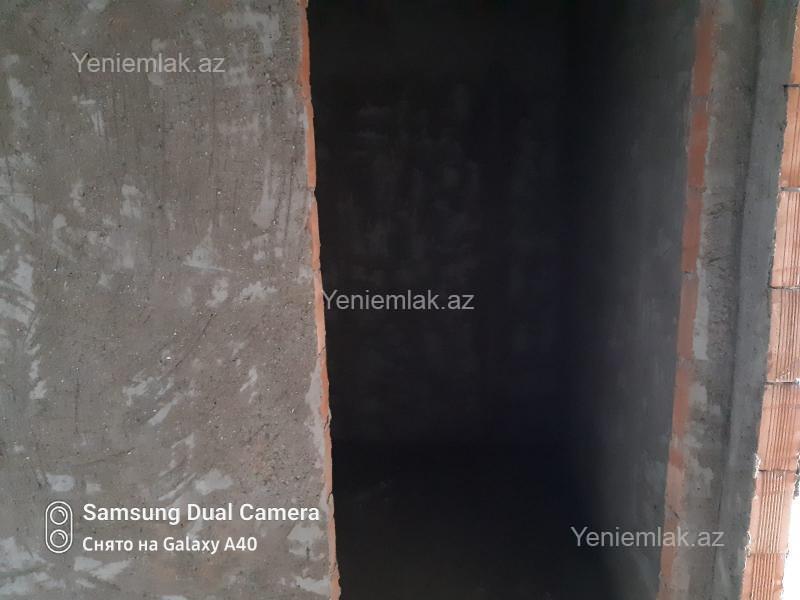 Yeniemlak.az
Yeniemlak.az
Samsung Dual Camera
Снято на Galaxy A40
Yeniemlak.az